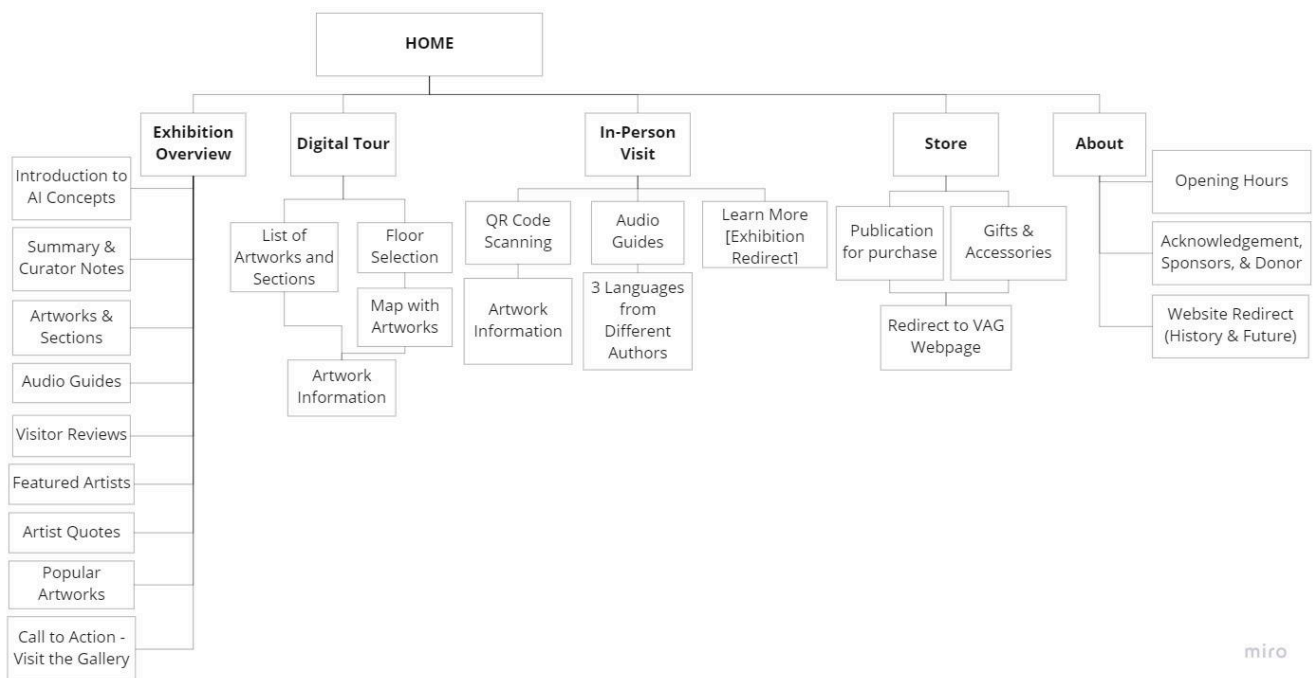 HOME
Exhibition
Overview
Digital Tour
In-Person
Visit
Store
About
Introduction to
AI Concepts
Summary &
Curator Notes
Artworks &
Sections
Audio Guides
Visitor Reviews
Featured Artists
Artist Quotes
Popular
Artworks
Call to Action -
Visit the Gallery
List of
Artworks and
Sections
Floor
Selection
Map with
Artworks
Artwork
Information
QR Code
Scanning
Artwork
Information
Audio
Guides
3 Languages
from
Different
Authors
Learn More
[Exhibition
Redirect]
Publication
for purchase
Gifts &
Accessories
Redirect to VAG
Webpage
Opening Hours
Acknowledgement,
Sponsors, & Donor
Website Redirect
(History & Future)
miro